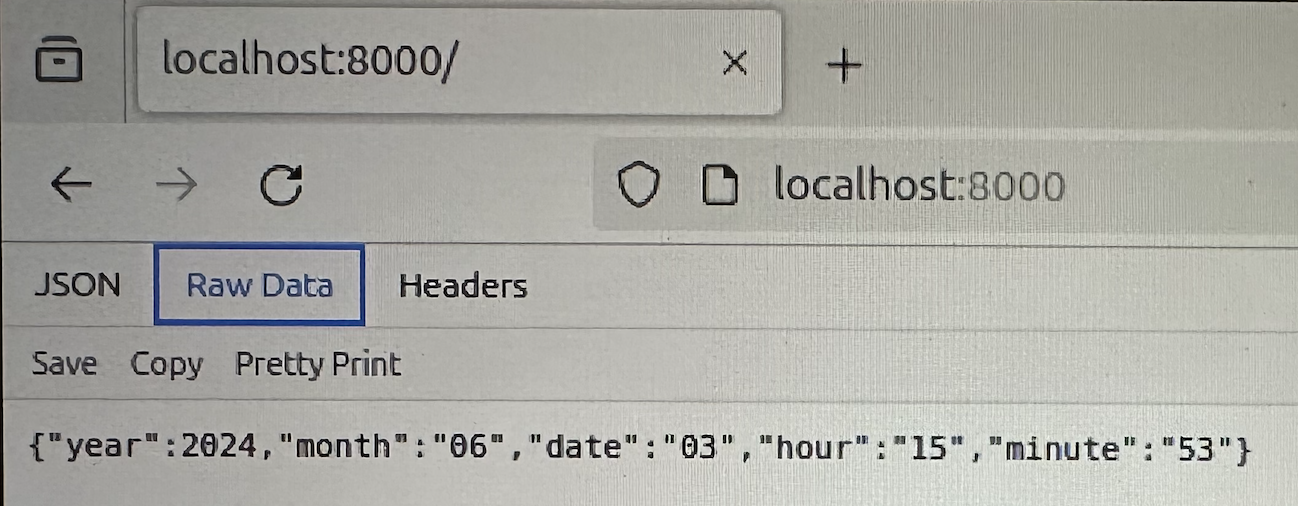 localhost:8000/
localhost:8000
JSON Raw Data Headers
Save Copy Pretty Print
{"year":2024,"month":"06","date":"03","hour":"15","minute":"53"}